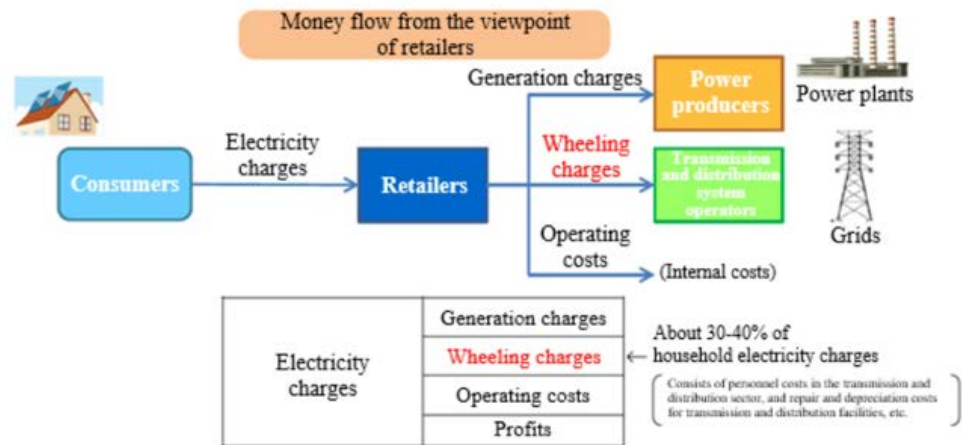 Money flow from the viewpoint
of retailers
Generation charges
Power
producers
Power plants
Consumers
Electricity
charges
Retailers
Wheeling
charges
Transmission
and distribution
system
operators
Grids
Operating
costs
(Internal costs)
Electricity
charges
Generation charges
Wheeling charges
Operating costs
Profits
About 30-40% of
household electricity charges
Consists of personnel costs in the transmission and
distribution sector, and repair and depreciation costs
for transmission and distribution facilities, etc.